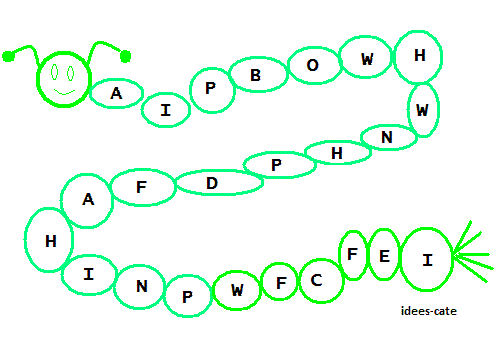 A I P B O W H
W
N H P D F A
H
I N P W F C F E I
idees-cate